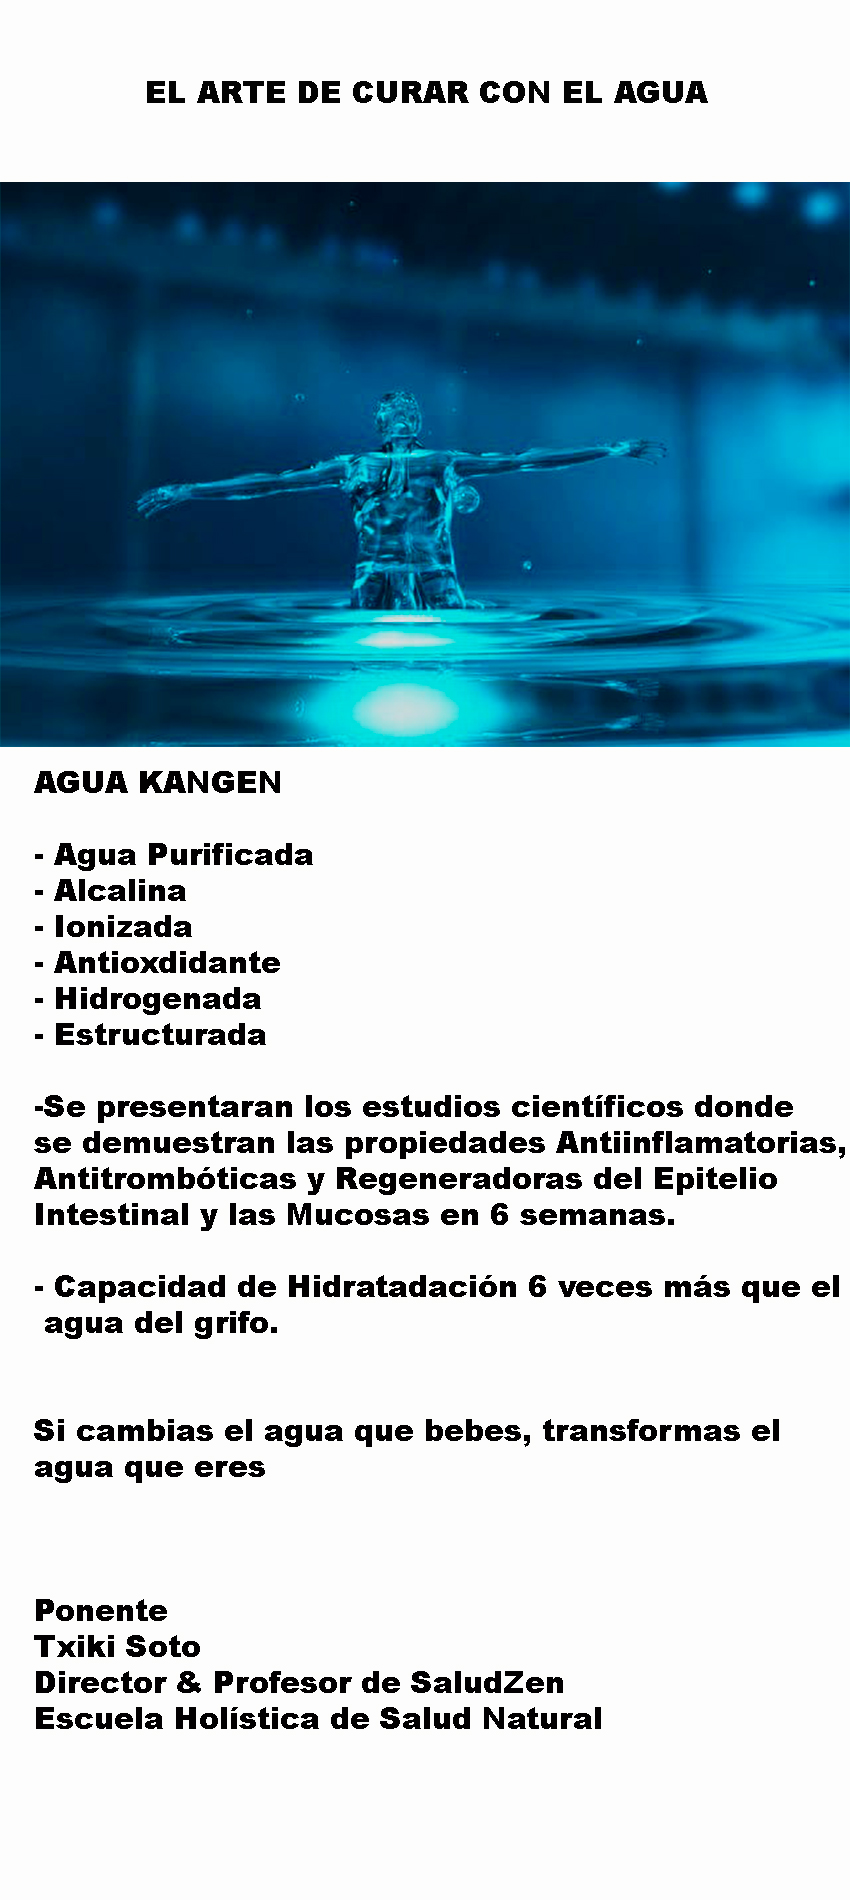 EL ARTE DE CURAR CON EL AGUA
AGUA KANGEN
- Agua Purificada
- Alcalina
- Ionizada
- Antioxdidante
- Hidrogenada
- Estructurada
-Se presentaran los estudios científicos donde
se demuestran las propiedades Antiinflamatorias,
Antitrombóticas y Regeneradoras del Epitelio
Intestinal y las Mucosas en 6 semanas.
- Capacidad de Hidratadación 6 veces más que el
agua del grifo.
Si cambias el agua que bebes, transformas el
agua que eres
Ponente
Txiki Soto
Director & Profesor de SaludZen
Escuela Holística de Salud Natural